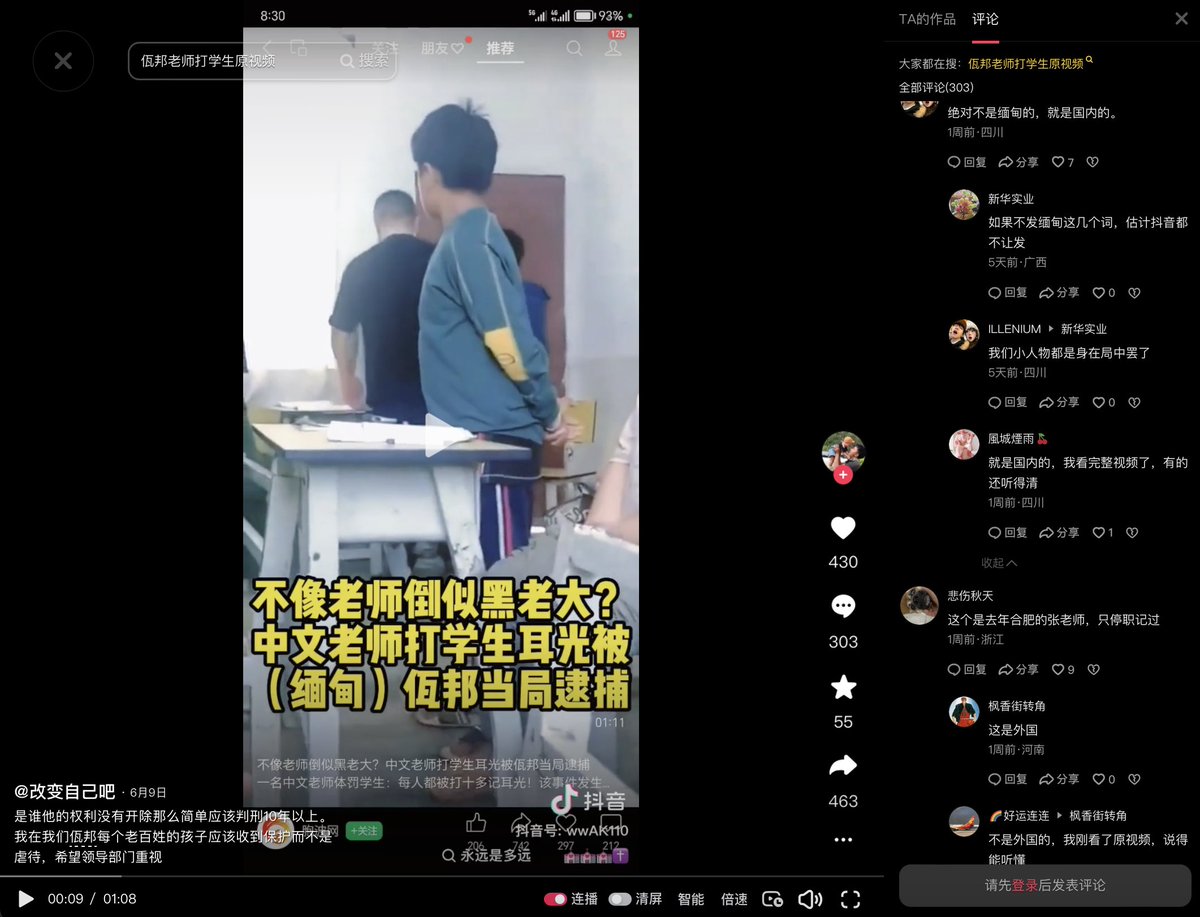 8:30
5G
4G
93%
关注
朋友
推荐
125
佤邦老师打学生原视频
搜索
不像老师倒似黑老大？
中文老师打学生耳光被
（缅甸）佤邦当局逮捕
01:11
不像老师倒似黑老大？中文老师打学生耳光被佤邦当局逮捕
一名中文老师体罚学生：每人都被打十多记耳光！该事件发生...
抖音
抖音号：wwAK110
+关注
206
742
297
212
永远是多远
@改变自己吧 · 6月9日
是谁他的权利没有开除那么简单应该判刑10年以上。
我在我们佤邦每个老百姓的孩子应该收到保护而不是
虐待，希望领导部门重视
430
303
55
463
00:09 / 01:08
连播
清屏
智能
倍速
TA的作品
评论
大家都在搜：佤邦老师打学生原视频
全部评论(303)
绝对不是缅甸的，就是国内的。
1周前·四川
回复 分享 7
新华实业
如果不发缅甸这几个词，估计抖音都
不让发
5天前·广西
回复 分享 0
ILLENIUM 新华实业
我们小人物都是身在局中罢了
5天前·四川
回复 分享 0
風城煙雨
就是国内的，我看完整视频了，有的
还听得清
1周前·四川
回复 分享 1
收起
悲伤秋天
这个是去年合肥的张老师，只停职记过
1周前·浙江
回复 分享 9
枫香街转角
这是外国
1周前·河南
回复 分享 0
好运连连 枫香街转角
不是外国的，我刚看了原视频，说得
能听懂
请先登录后发表评论